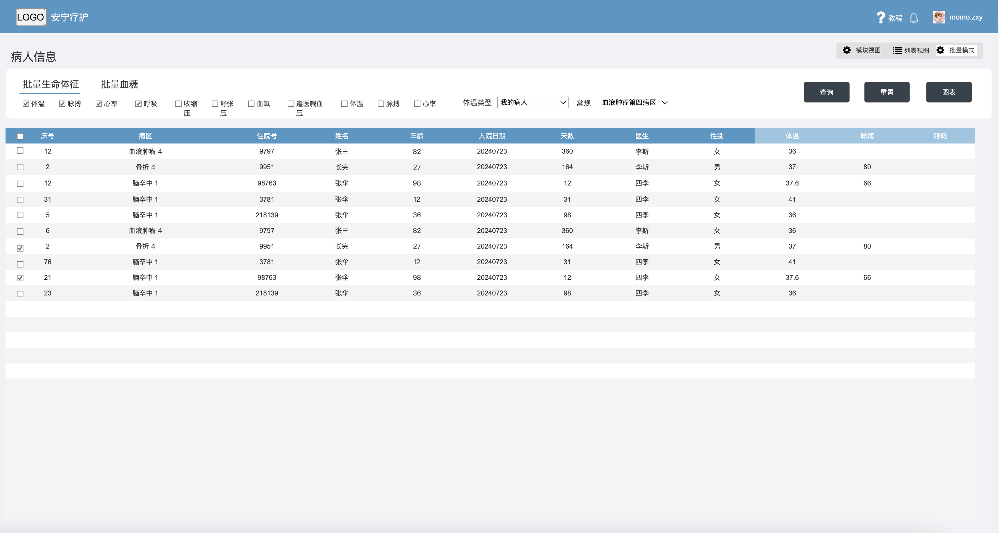 LOGO 安宁疗护 教程 momo.zxy
病人信息 模块视图 列表视图 批量模式
批量生命体征 批量血糖 查询 重置 图表
体温 脉搏 心率 呼吸 收缩压 舒张压 血氧 遵医嘱血压 体温 脉搏 心率 体温类型 我的病人 常规 血液肿瘤第四病区
床号 病区 住院号 姓名 年龄 入院日期 天数 医生 性别 体温 脉搏 呼吸
12 血液肿瘤 4 9797 张三 82 20240723 360 李斯 女 36
2 骨折 4 9951 长完 27 20240723 164 李斯 男 37 80
12 脑卒中 1 98763 张伞 98 20240723 12 四李 女 37.6 66
31 脑卒中 1 3781 张伞 12 20240723 31 四李 女 41
5 脑卒中 1 218139 张伞 36 20240723 98 四李 女 36
6 血液肿瘤 4 9797 张三 82 20240723 360 李斯 女 36
2 骨折 4 9951 长完 27 20240723 164 李斯 男 37 80
76 脑卒中 1 3781 张伞 12 20240723 31 四李 女 41
21 脑卒中 1 98763 张伞 98 20240723 12 四李 女 37.6 66
23 脑卒中 1 218139 张伞 36 20240723 98 四李 女 36